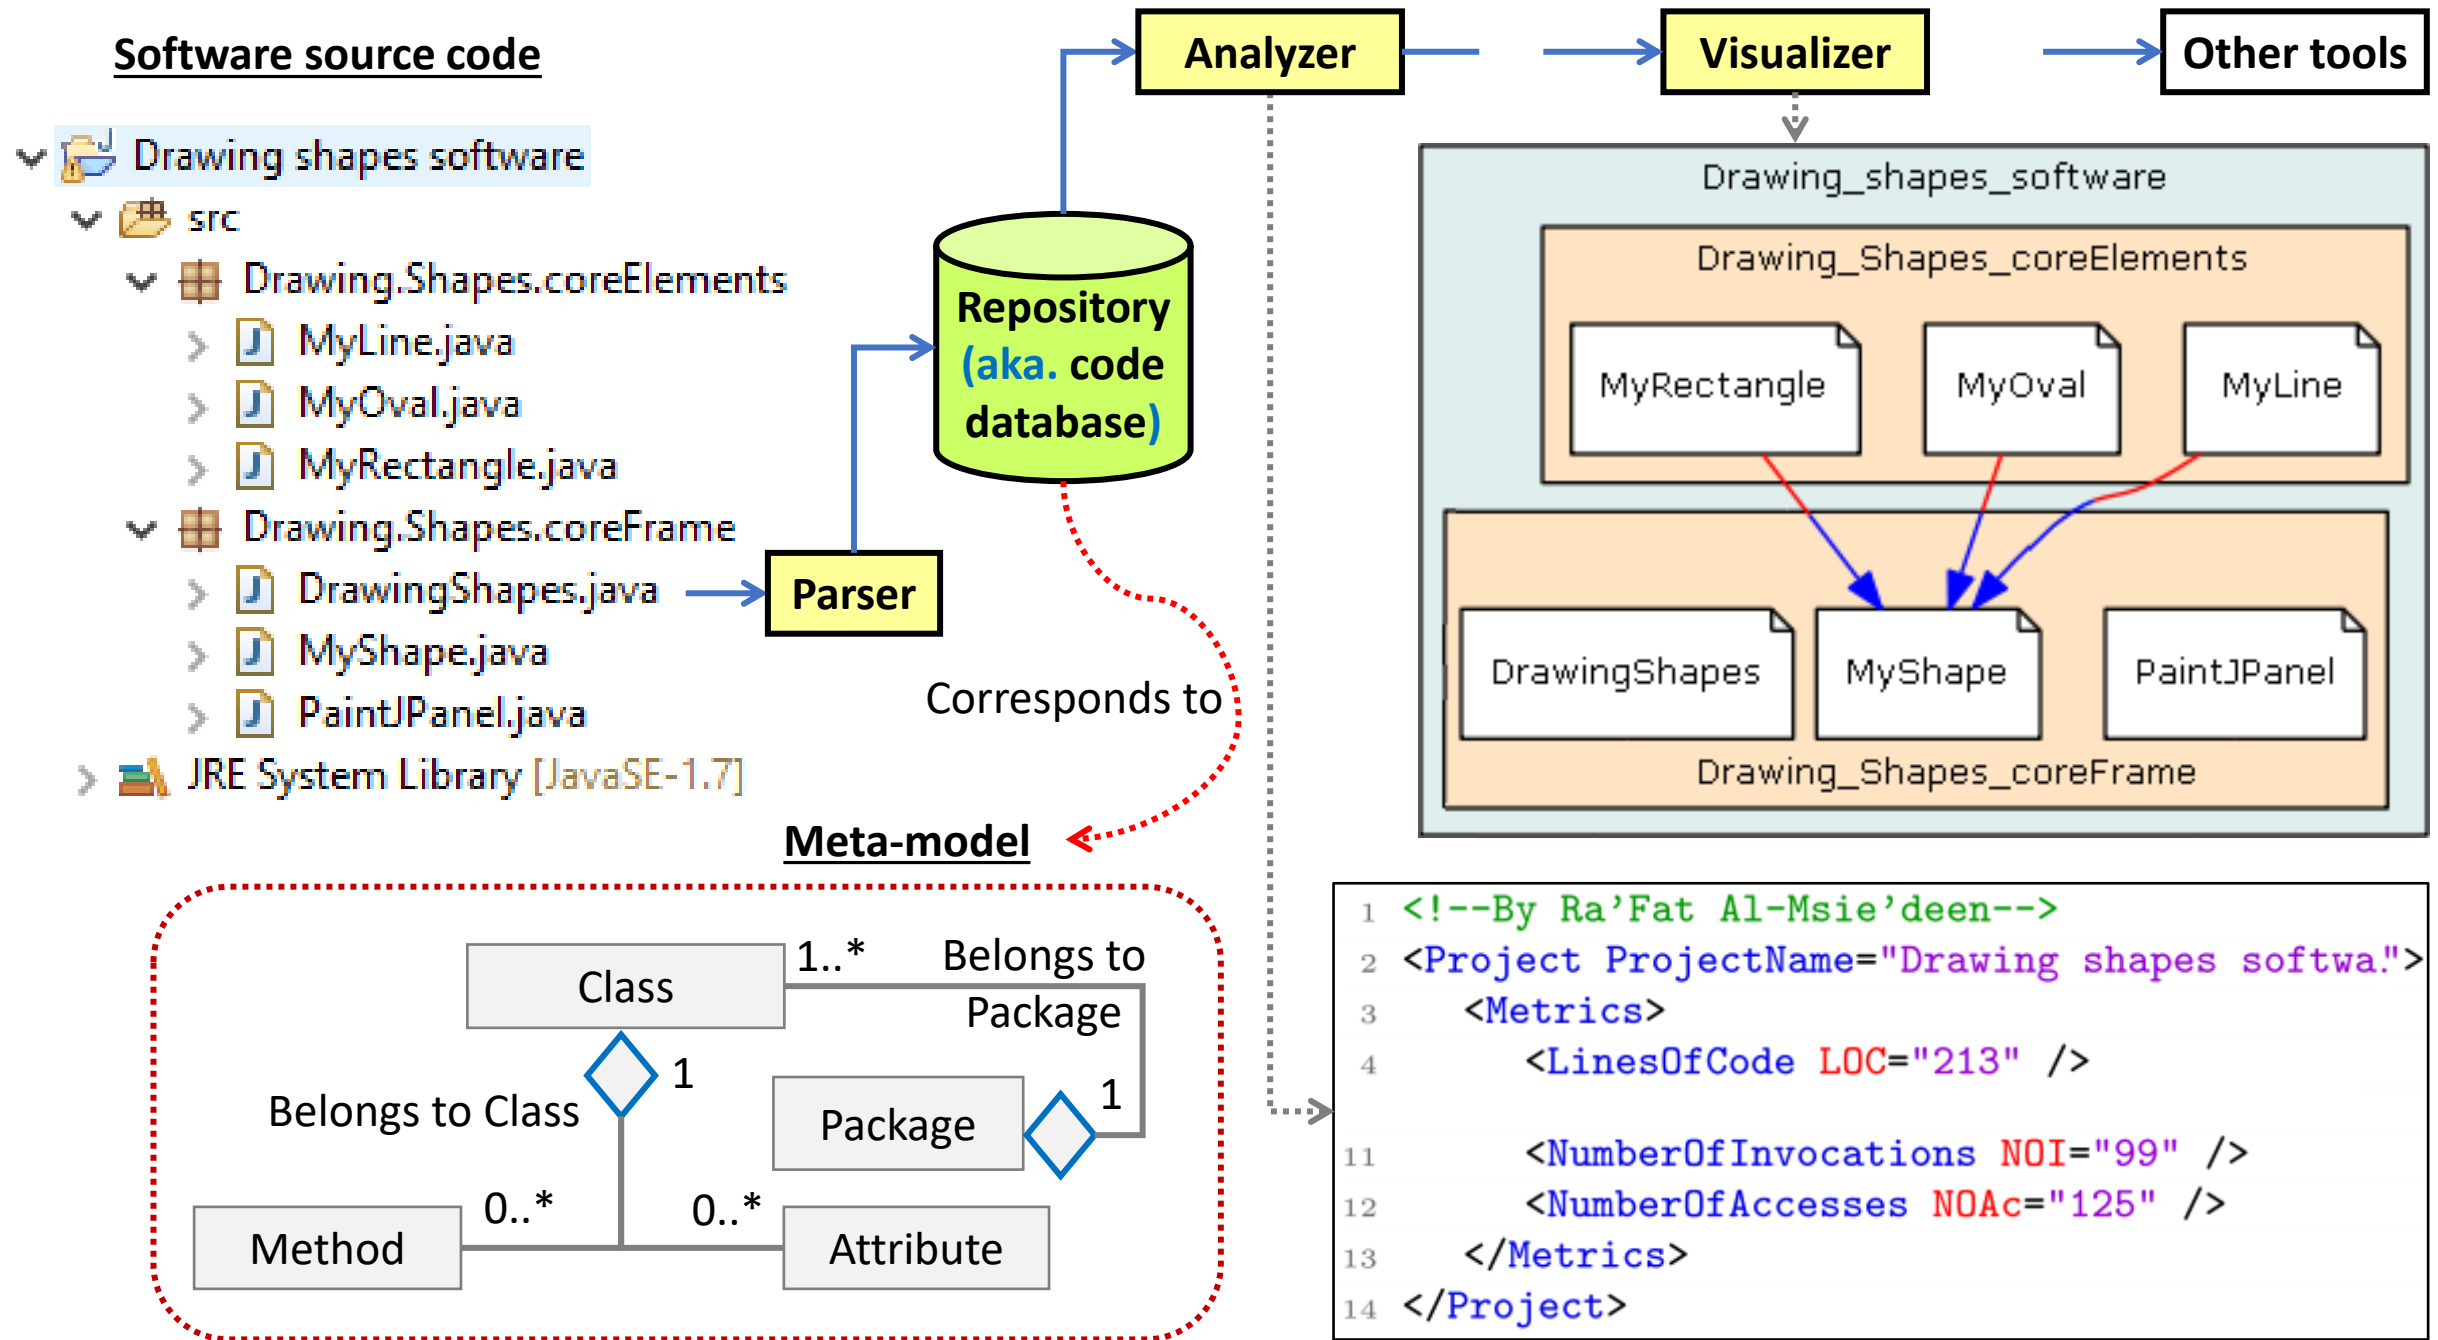 Software source code
Drawing shapes software
src
Drawing.Shapes.coreElements
MyLine.java
MyOval.java
MyRectangle.java
Drawing.Shapes.coreFrame
DrawingShapes.java
MyShape.java
PaintJPanel.java
JRE System Library [JavaSE-1.7]
Parser
Repository
(aka. code
database)
Analyzer
Visualizer
Other tools
Corresponds to
Drawing_shapes_software
Drawing_Shapes_coreElements
MyRectangle
MyOval
MyLine
DrawingShapes
MyShape
PaintJPanel
Drawing_Shapes_coreFrame
Meta-model
Class
1..*
Belongs to
Package
1
Belongs to Class
Package
1
0..*
0..*
Method
Attribute
1 <!--By Ra'Fat Al-Msie'deen-->
2 <Project ProjectName="Drawing shapes softwa.">
3 <Metrics>
4 <LinesOfCode LOC="213" />
11 <NumberOfInvocations NOI="99" />
12 <NumberOfAccesses NOAc="125" />
13 </Metrics>
14 </Project>